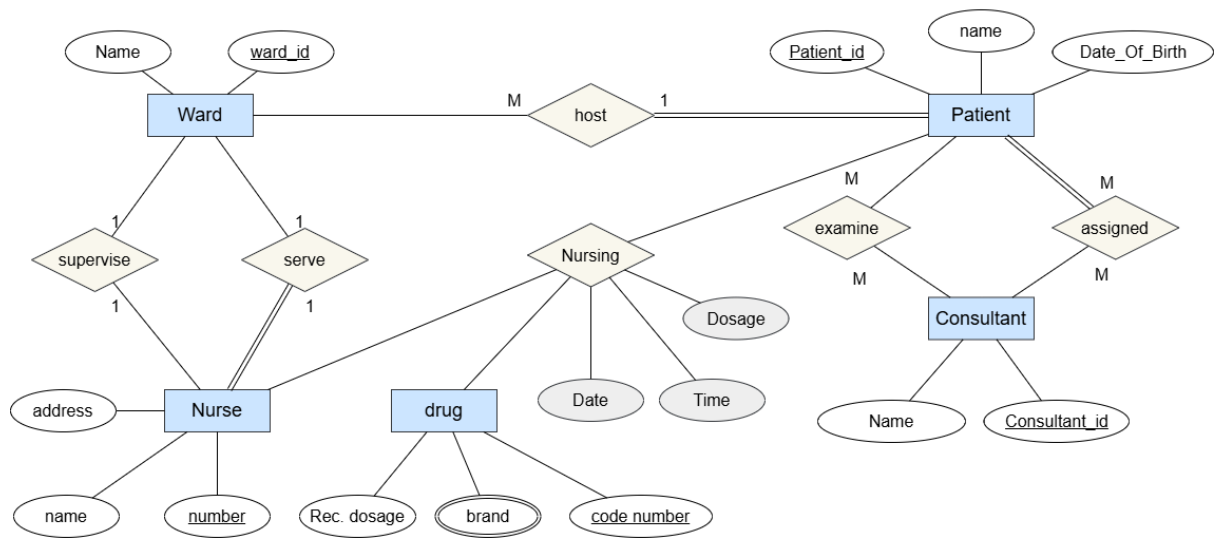 name
Name
ward_id
Patient_id
Date_Of_Birth
M
1
Ward
host
Patient
M
M
1
1
examine
assigned
supervise
serve
Nursing
M
M
1
1
Dosage
Consultant
address
Nurse
drug
Date
Time
Name
Consultant_id
name
number
Rec. dosage
brand
code number